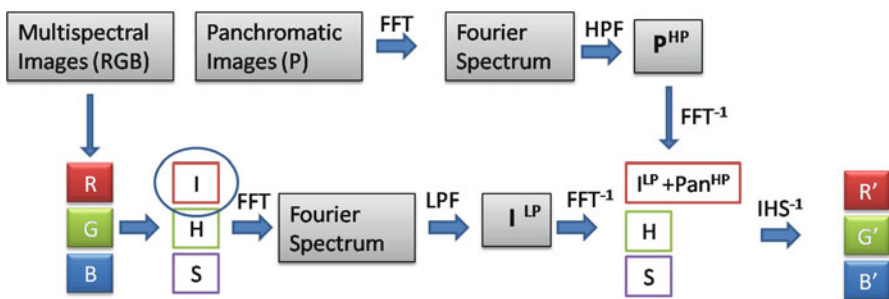 Multispectral
Images (RGB)
Panchromatic
Images (P)
FFT
Fourier
Spectrum
HPF
P^HP
FFT^-1
R
G
B
I
H
S
FFT
Fourier
Spectrum
LPF
I^LP
FFT^-1
I^LP+Pan^HP
H
S
IHS^-1
R’
G’
B’